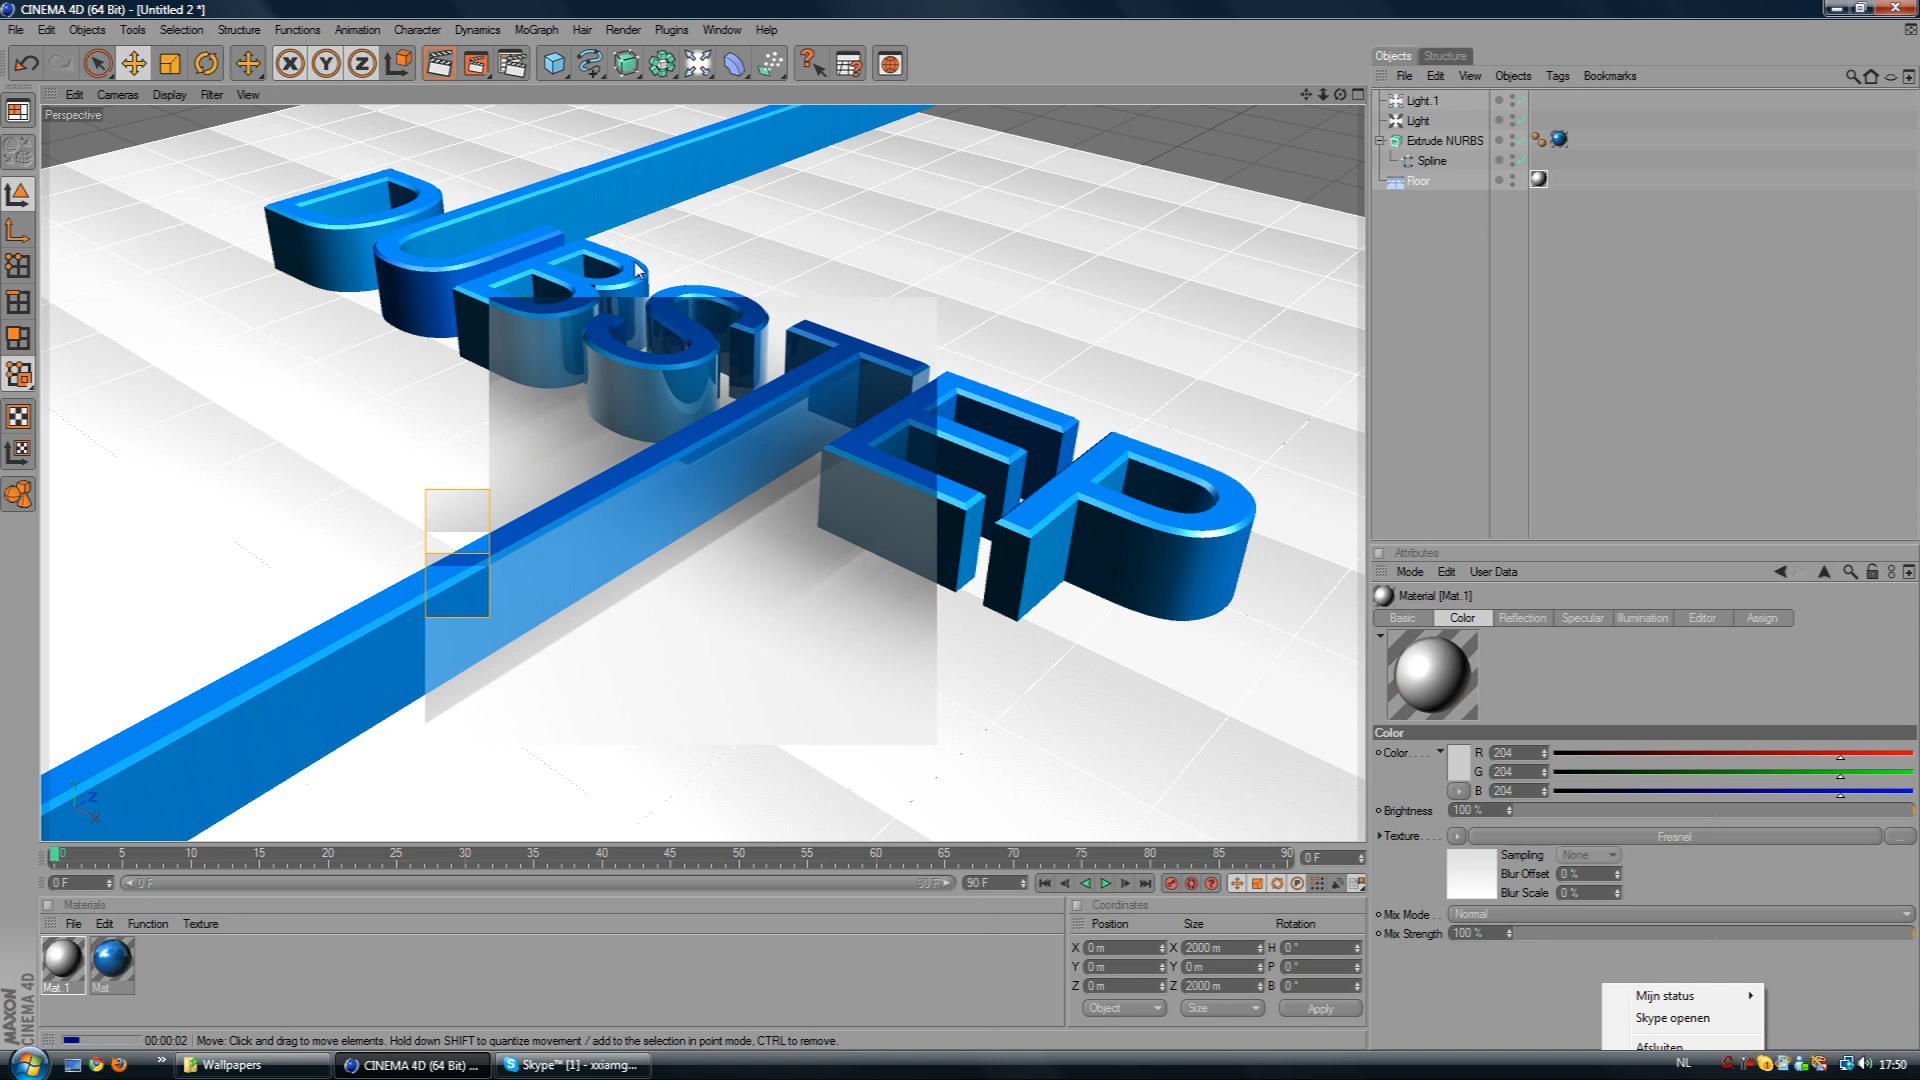 CINEMA 4D (64 Bit) - [Untitled 2 *]
File Edit Objects Tools Selection Structure Functions Animation Character Dynamics MoGraph Hair Render Plugins Window Help
Edit Cameras Display Filter View
Perspective
DUBSTEP
Objects Structure
File Edit View Objects Tags Bookmarks
Light.1
Light
Extrude NURBS
Spline
Floor
Attributes
Mode Edit User Data
Material [Mat.1]
Basic Color Reflection Specular Illumination Editor Assign
Color
Color . . . . R 204
G 204
B 204
Brightness 100 %
Texture . . . . Fresnel ...
Sampling None
Blur Offset 0 %
Blur Scale 0 %
Mix Mode . . Normal
Mix Strength 100 %
0 5 10 15 20 25 30 35 40 45 50 55 60 65 70 75 80 85 90 0 F
0 F 0 F 90 F 90 F
Materials
File Edit Function Texture
Mat.1 Mat
Coordinates
Position Size Rotation
X 0 m X 2000 m H 0 °
Y 0 m Y 0 m P 0 °
Z 0 m Z 2000 m B 0 °
Object Size Apply
MAXON
CINEMA 4D
00:00:02 Move: Click and drag to move elements. Hold down SHIFT to quantize movement / add to the selection in point mode, CTRL to remove.
Mijn status
Skype openen
Afsluiten
Wallpapers
CINEMA 4D (64 Bit) ...
Skype™ [1] - xxiamg...
NL 17:50